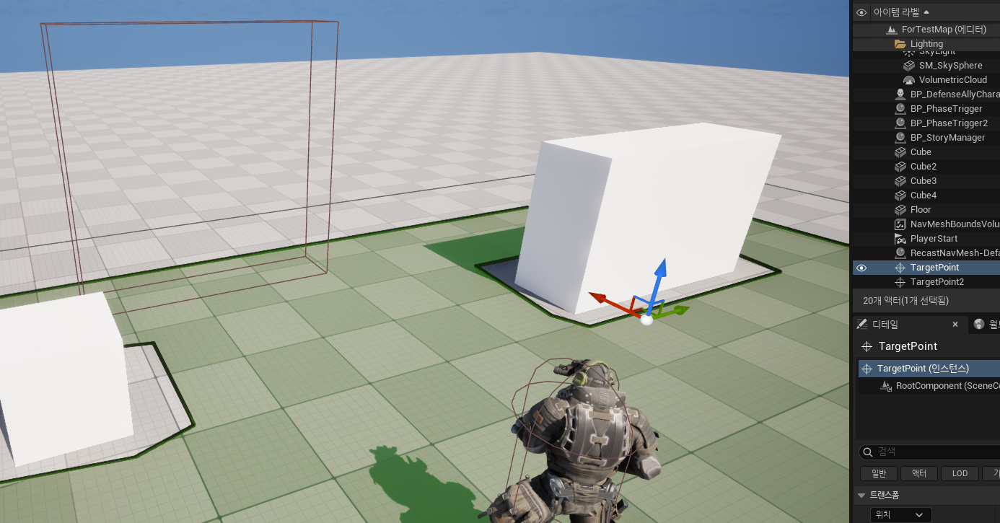 아이템 라벨
ForTestMap (에디터)
Lighting
SkyLight
SM_SkySphere
VolumetricCloud
BP_DefenseAllyChara
BP_PhaseTrigger
BP_PhaseTrigger2
BP_StoryManager
Cube
Cube2
Cube3
Cube4
Floor
NavMeshBoundsVolu
PlayerStart
RecastNavMesh-Defa
TargetPoint
TargetPoint2
20개 액터(1개 선택됨)
디테일
TargetPoint
TargetPoint (인스턴스)
RootComponent (SceneCo
검색
일반 액터 LOD
트랜스폼
위치